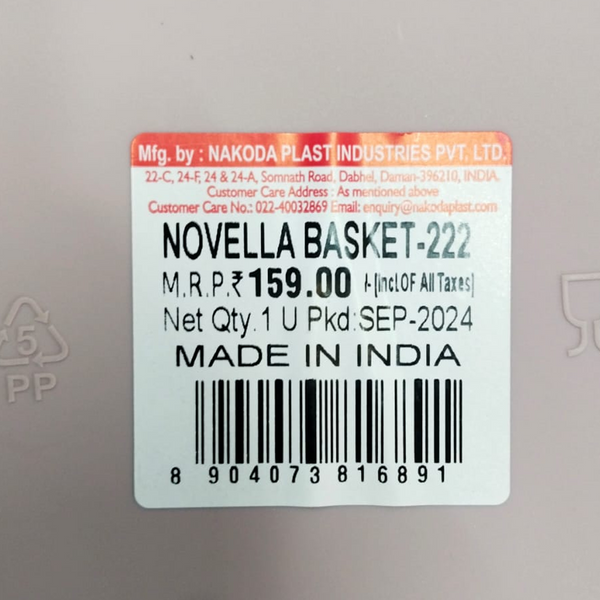 Mfg. by : NAKODA PLAST INDUSTRIES PVT. LTD.
22-C, 24-F, 24 & 24-A, Somnath Road, Dabhel, Daman-396210, INDIA.
Customer Care Address : As mentioned above
Customer Care No.: 022-40032869 Email: enquiry@nakodaplast.com
NOVELLA BASKET-222
M.R.P.₹ 159.00 /- [incl.OF All Taxes]
Net Qty.1 U Pkd:SEP-2024
MADE IN INDIA
8 904073 816891
5
PP